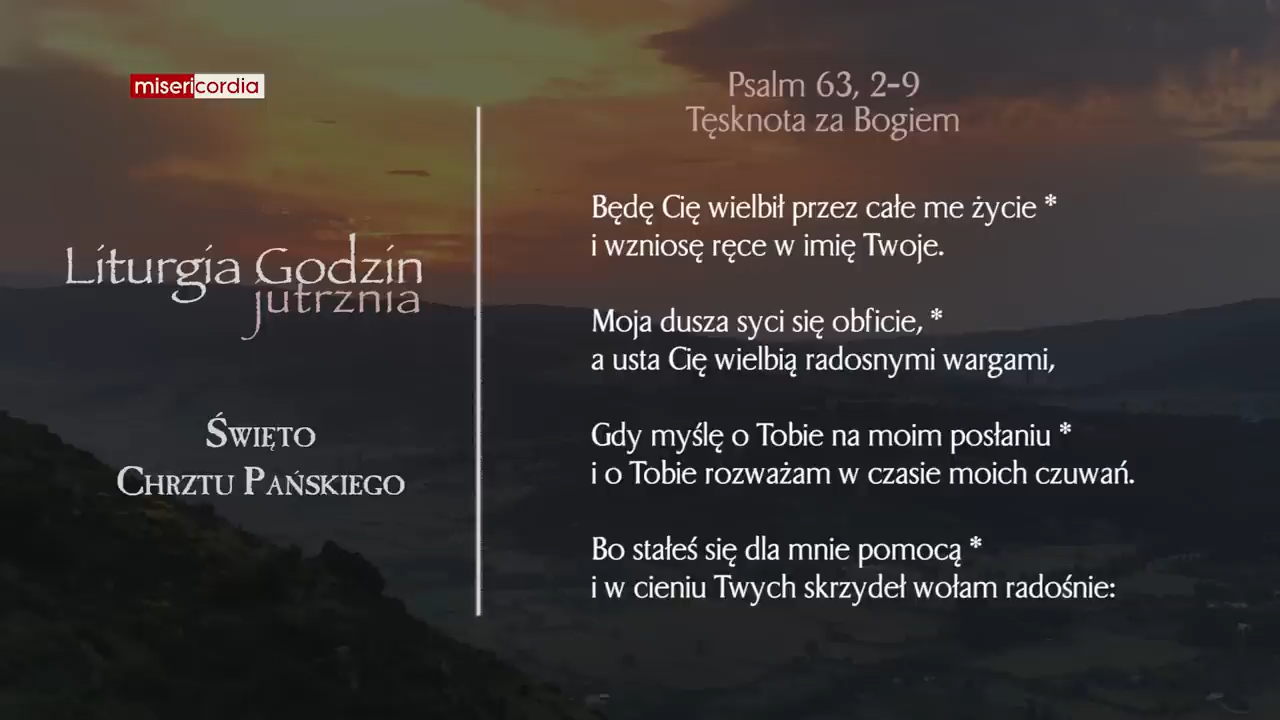 misericordia
Liturgia Godzin
jutrznia
Święto
Chrztu Pańskiego
Psalm 63, 2-9
Tęsknota za Bogiem
Będę Cię wielbił przez całe me życie *
i wzniosę ręce w imię Twoje.
Moja dusza syci się obficie, *
a usta Cię wielbią radosnymi wargami,
Gdy myślę o Tobie na moim posłaniu *
i o Tobie rozważam w czasie moich czuwań.
Bo stałeś się dla mnie pomocą *
i w cieniu Twych skrzydeł wołam radośnie: